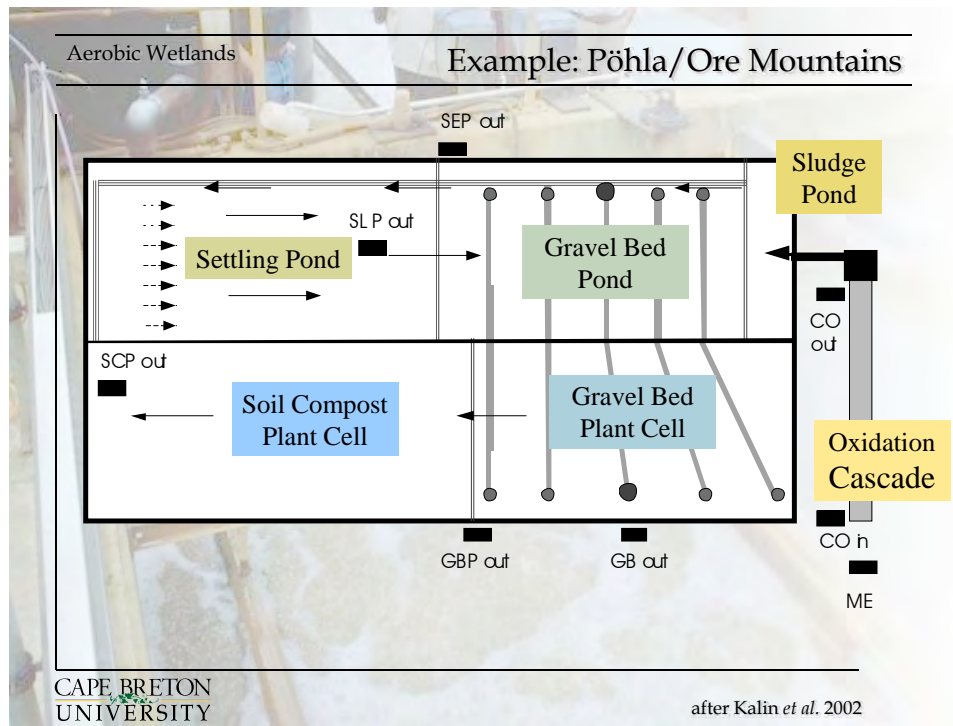 Aerobic Wetlands
Example: Pöhla/Ore Mountains
SEP out
Sludge
Pond
SL P out
Settling Pond
Gravel Bed
Pond
CO
out
SCP out
Soil Compost
Plant Cell
Gravel Bed
Plant Cell
Oxidation
Cascade
CO in
GBP out
GB out
ME
CAPE BRETON
UNIVERSITY
after Kalin et al. 2002